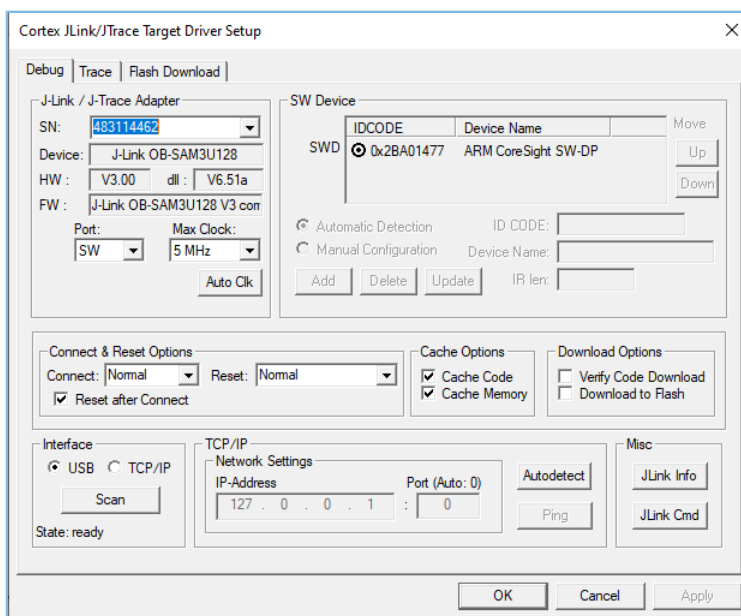 Cortex JLink/JTrace Target Driver Setup
Debug Trace Flash Download
J-Link / J-Trace Adapter
SN: 483114462
Device: J-Link OB-SAM3U128
HW : V3.00 dll : V6.51a
FW : J-Link OB-SAM3U128 V3 com
Port: Max Clock:
SW 5 MHz
Auto Clk
SW Device
IDCODE Device Name Move
SWD 0x2BA01477 ARM CoreSight SW-DP Up
Down
Automatic Detection ID CODE:
Manual Configuration Device Name:
Add Delete Update IR len:
Connect & Reset Options
Connect: Normal Reset: Normal
Reset after Connect
Cache Options
Cache Code
Cache Memory
Download Options
Verify Code Download
Download to Flash
Interface
USB TCP/IP
Scan
State: ready
TCP/IP
Network Settings
IP-Address Port (Auto: 0)
127 . 0 . 0 . 1 : 0
Autodetect
Ping
Misc
JLink Info
JLink Cmd
OK Cancel Apply